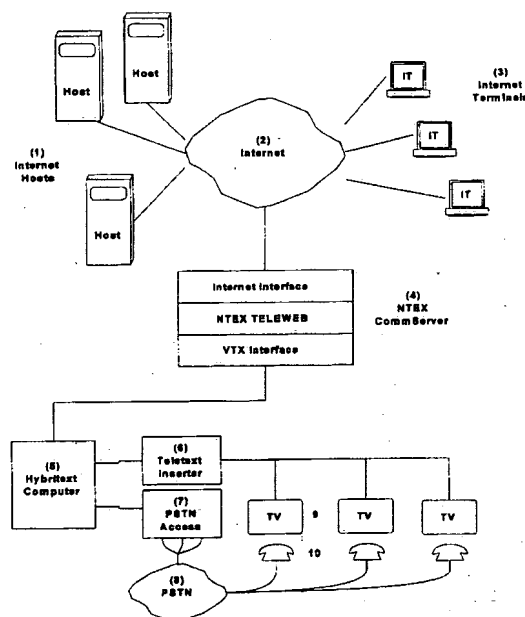 Host
Host
IT
(3)
Internet
Terminals
(2)
Internet
IT
(1)
Internet
Hosts
IT
Host
Internet Interface
NTEX TELEWEB
VTX Interface
(4)
NTEX
CommServer
(5)
Hybritext
Computer
(6)
Teletext
Inserter
(7)
PSTN
Access
TV
9
TV
TV
10
(8)
PSTN